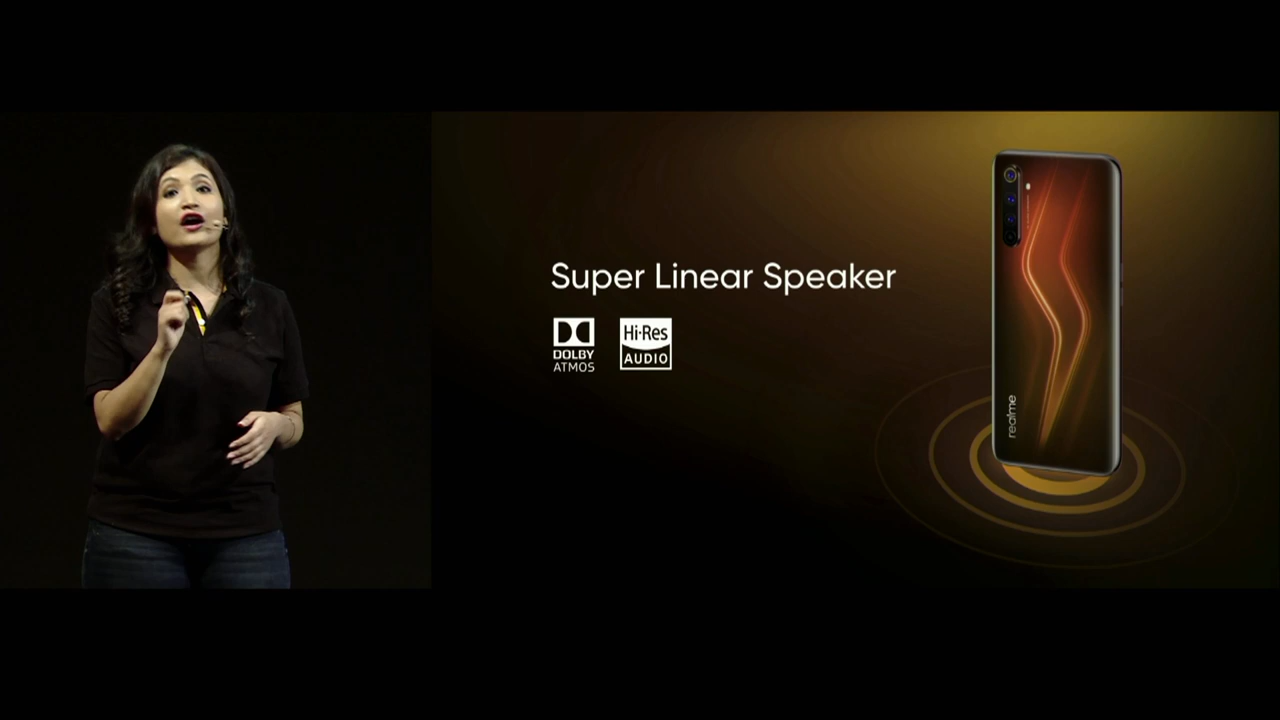 Super Linear Speaker
DOLBY
ATMOS
Hi-Res
AUDIO
realme